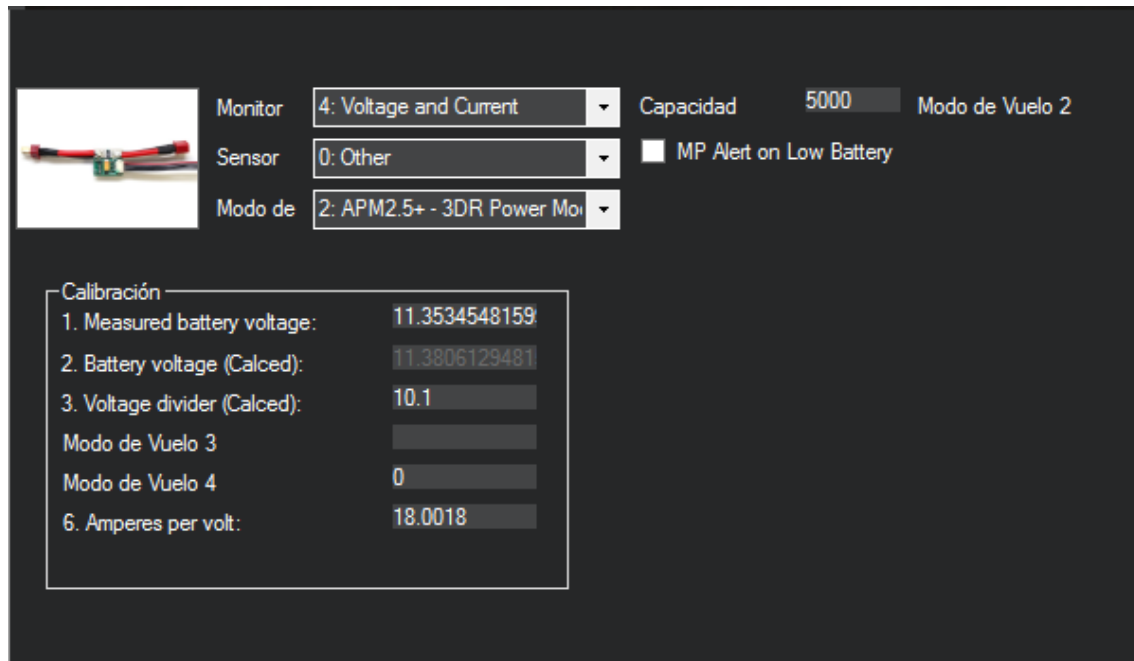 Monitor 4: Voltage and Current Capacidad 5000 Modo de Vuelo 2
Sensor 0: Other MP Alert on Low Battery
Modo de 2: APM2.5+ - 3DR Power Mo
Calibración
1. Measured battery voltage: 11.3534548159
2. Battery voltage (Calced): 11.3806129481
3. Voltage divider (Calced): 10.1
Modo de Vuelo 3
Modo de Vuelo 4 0
6. Amperes per volt: 18.0018